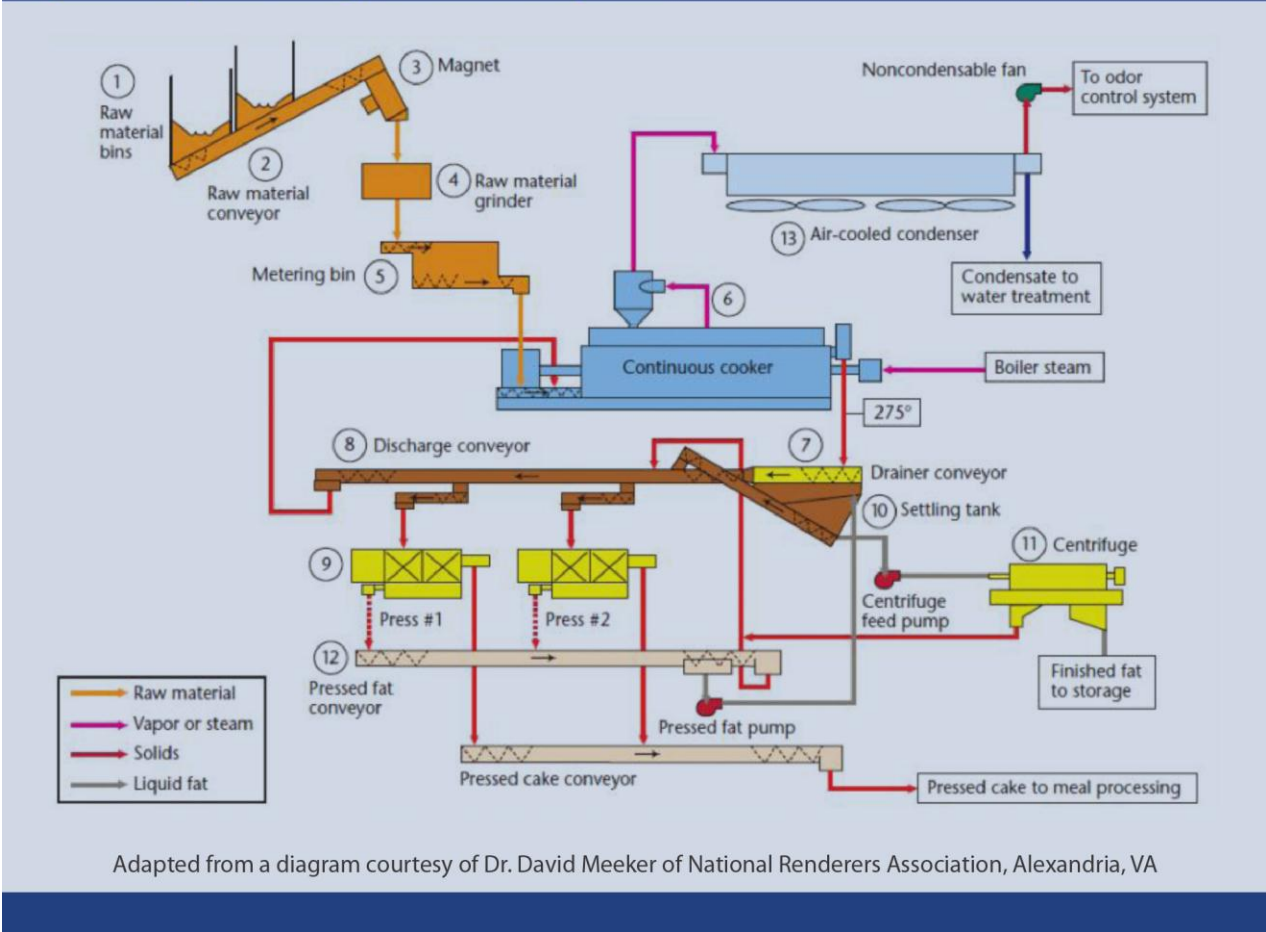 1
Raw
material
bins
2
Raw material
conveyor
3 Magnet
4 Raw material
grinder
Metering bin 5
6
Noncondensable fan
To odor
control system
13 Air-cooled condenser
Condensate to
water treatment
Continuous cooker
Boiler steam
275°
7
Drainer conveyor
8 Discharge conveyor
10 Settling tank
11 Centrifuge
9
Press #1
Press #2
Centrifuge
feed pump
12
Pressed fat
conveyor
Finished fat
to storage
Pressed fat pump
Raw material
Vapor or steam
Solids
Liquid fat
Pressed cake conveyor
Pressed cake to meal processing
Adapted from a diagram courtesy of Dr. David Meeker of National Renderers Association, Alexandria, VA